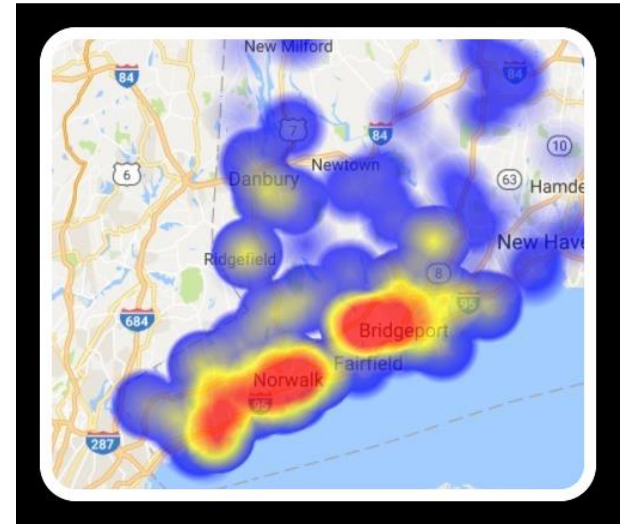 New Milford
84
84
7
84
10
6
Newtown
Danbury
63
Hamde
New Have
Ridgefield
8
95
684
Bridgeport
Fairfield
Norwalk
95
287